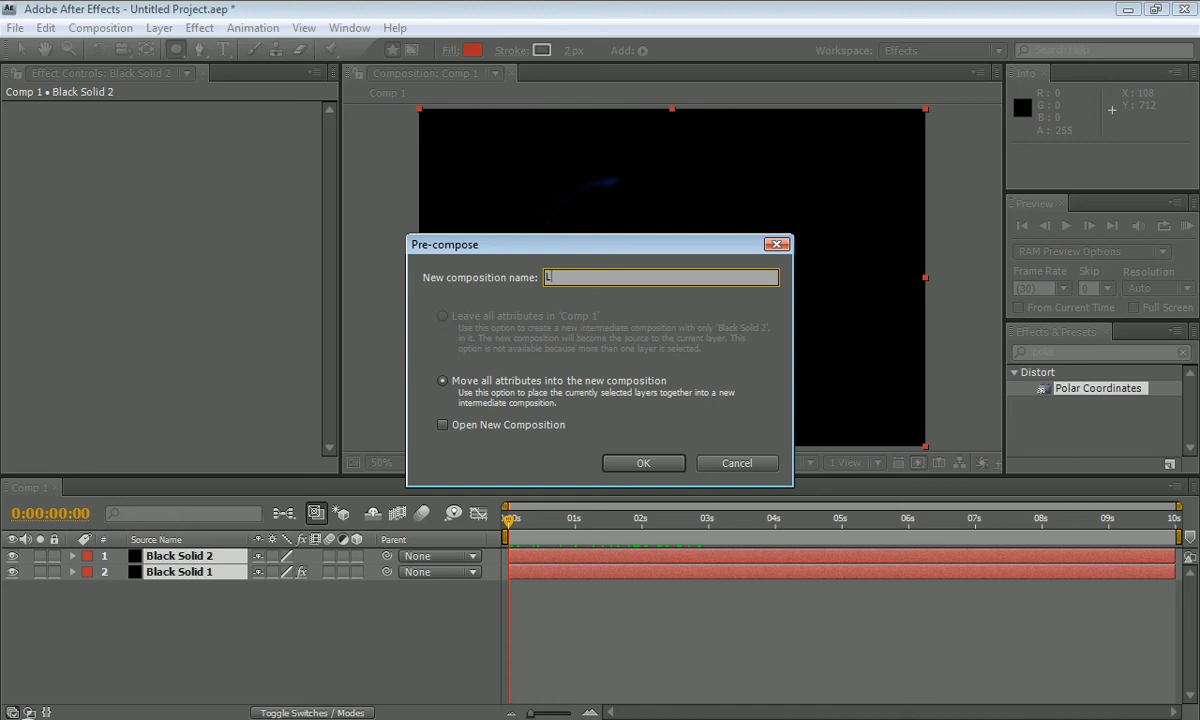 Adobe After Effects - Untitled Project.aep *
File Edit Composition Layer Effect Animation View Window Help
Fill: Stroke: 2 px Add: Workspace: Effects Search Help
Effect Controls: Black Solid 2
Comp 1 • Black Solid 2
Composition: Comp 1
Comp 1
Info
R : 0 X : 108
G : 0 Y : 712
B : 0
A : 255
Preview
RAM Preview Options
Frame Rate Skip Resolution
(30) 0 Auto
From Current Time Full Screen
Effects & Presets
polar
Distort
Polar Coordinates
Pre-compose
New composition name: L
Leave all attributes in 'Comp 1'
Use this option to create a new intermediate composition with only 'Black Solid 2',
in it. The new composition will become the source to the current layer. This
option is not available because more than one layer is selected.
Move all attributes into the new composition
Use this option to place the currently selected layers together into a new
intermediate composition.
Open New Composition
OK Cancel
50% 1 View
Comp 1
0:00:00:00
01s 02s 03s 04s 05s 06s 07s 08s 09s 10s
# Source Name fx Parent
1 Black Solid 2 None
2 Black Solid 1 fx None
Toggle Switches / Modes